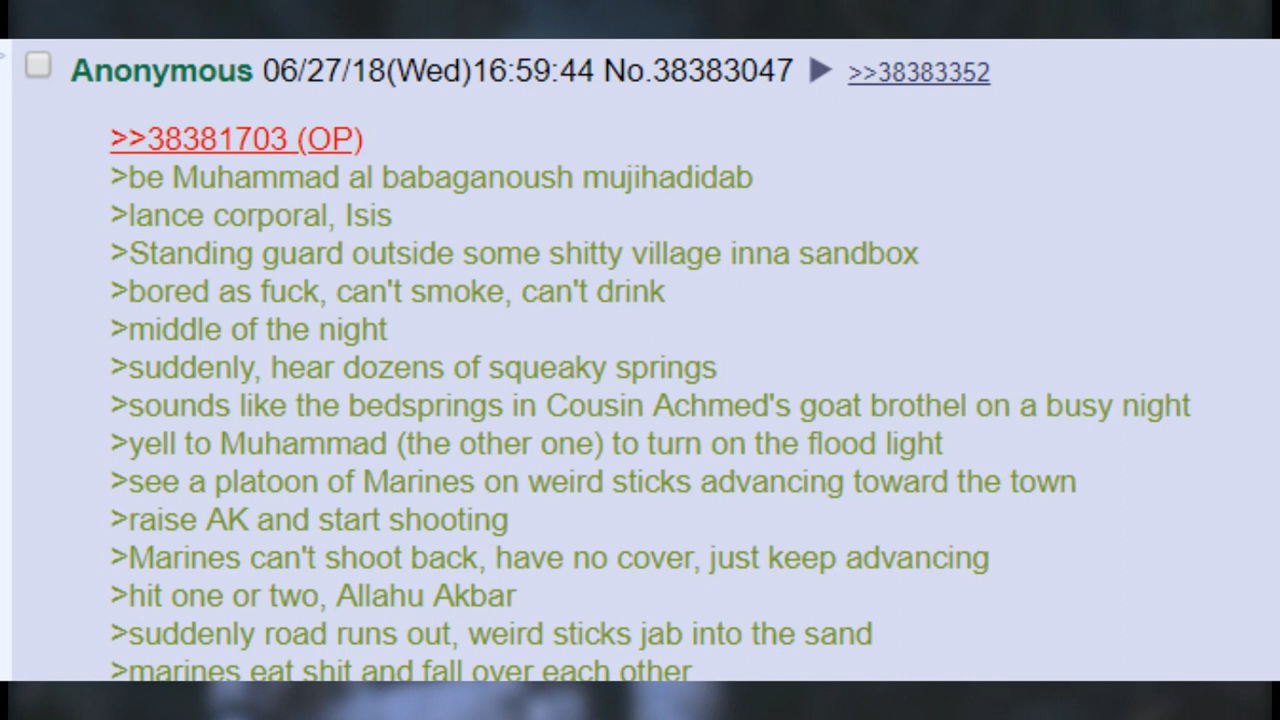 Anonymous 06/27/18(Wed)16:59:44 No.38383047 ▶ >>38383352
>>38381703 (OP)
>be Muhammad al babaganoush mujihadidab
>lance corporal, Isis
>Standing guard outside some shitty village inna sandbox
>bored as fuck, can't smoke, can't drink
>middle of the night
>suddenly, hear dozens of squeaky springs
>sounds like the bedsprings in Cousin Achmed's goat brothel on a busy night
>yell to Muhammad (the other one) to turn on the flood light
>see a platoon of Marines on weird sticks advancing toward the town
>raise AK and start shooting
>Marines can't shoot back, have no cover, just keep advancing
>hit one or two, Allahu Akbar
>suddenly road runs out, weird sticks jab into the sand
>marines eat shit and fall over each other